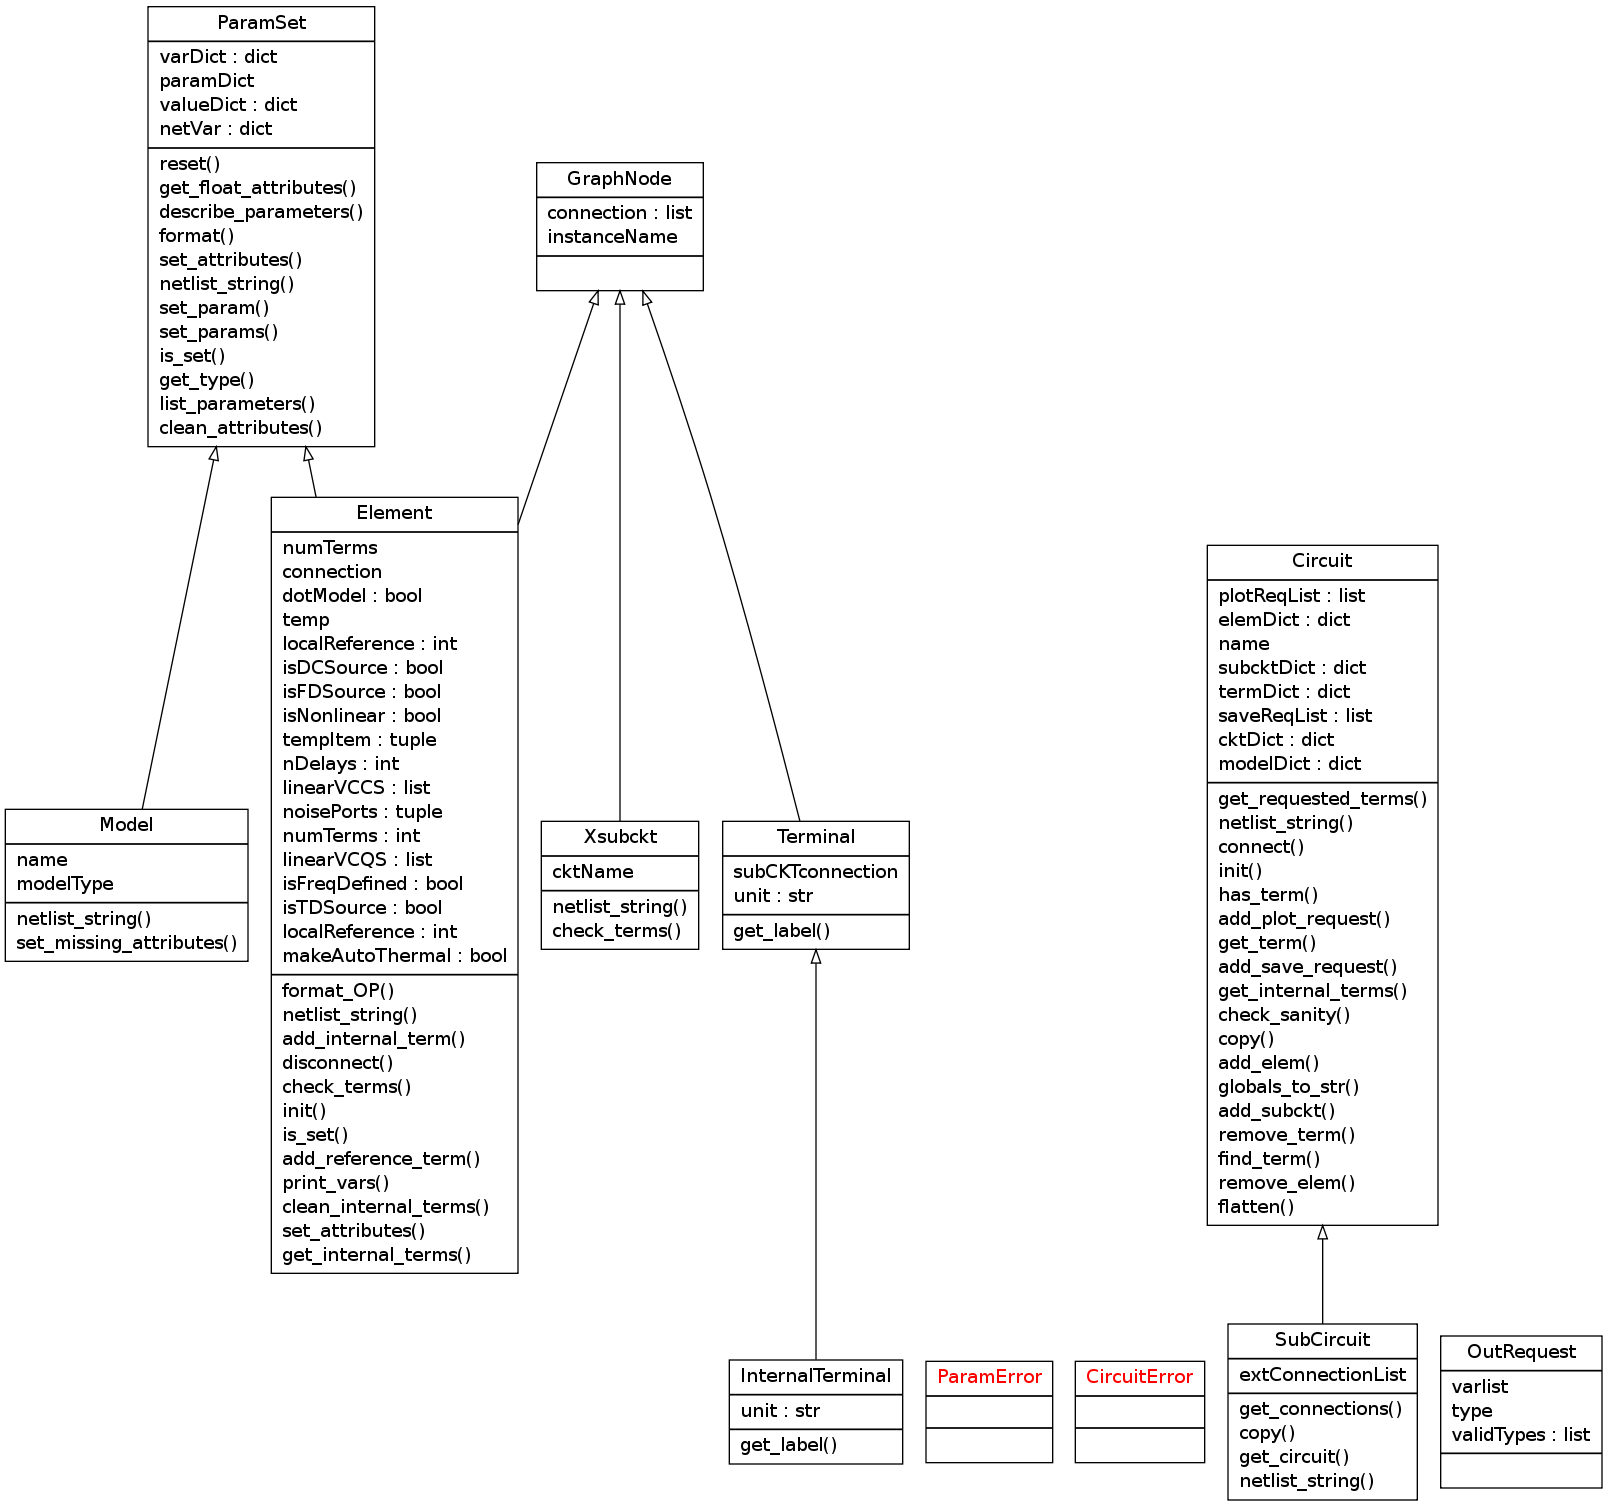 ParamSet
varDict : dict
paramDict
valueDict : dict
netVar : dict
reset()
get_float_attributes()
describe_parameters()
format()
set_attributes()
netlist_string()
set_param()
set_params()
is_set()
get_type()
list_parameters()
clean_attributes()
GraphNode
connection : list
instanceName
Element
numTerms
connection
dotModel : bool
temp
localReference : int
isDCSource : bool
isFDSource : bool
isNonlinear : bool
tempItem : tuple
nDelays : int
linearVCCS : list
noisePorts : tuple
numTerms : int
linearVCQS : list
isFreqDefined : bool
isTDSource : bool
localReference : int
makeAutoThermal : bool
format_OP()
netlist_string()
add_internal_term()
disconnect()
check_terms()
init()
is_set()
add_reference_term()
print_vars()
clean_internal_terms()
set_attributes()
get_internal_terms()
Circuit
plotReqList : list
elemDict : dict
name
subcktDict : dict
termDict : dict
saveReqList : list
cktDict : dict
modelDict : dict
get_requested_terms()
netlist_string()
connect()
init()
has_term()
add_plot_request()
get_term()
add_save_request()
get_internal_terms()
check_sanity()
copy()
add_elem()
globals_to_str()
add_subckt()
remove_term()
find_term()
remove_elem()
flatten()
Model
name
modelType
netlist_string()
set_missing_attributes()
Xsubckt
cktName
netlist_string()
check_terms()
Terminal
subCKTconnection
unit : str
get_label()
InternalTerminal
unit : str
get_label()
ParamError
CircuitError
SubCircuit
extConnectionList
get_connections()
copy()
get_circuit()
netlist_string()
OutRequest
varlist
type
validTypes : list